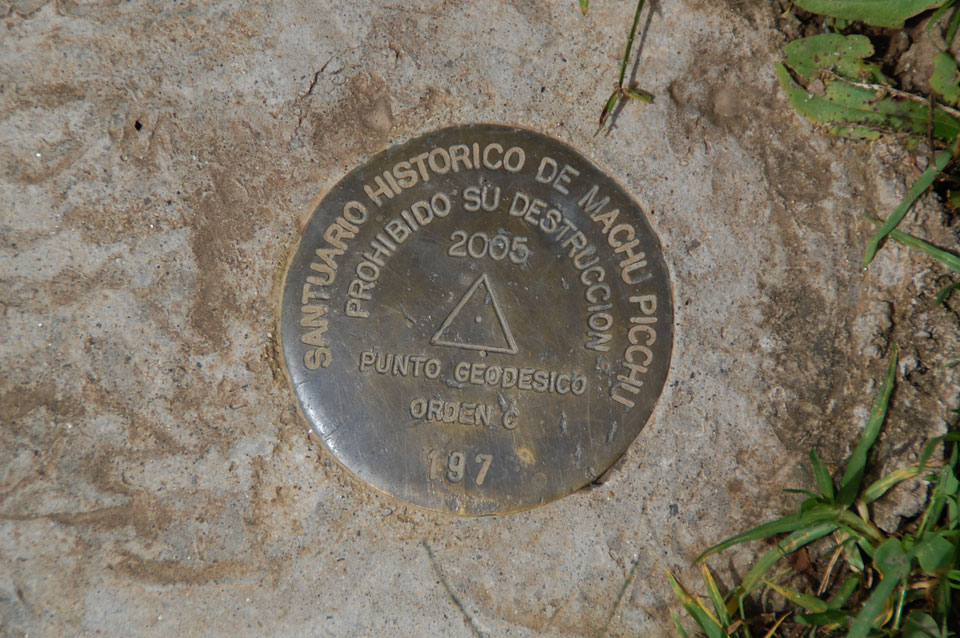 SANTUARIO HISTORICO DE MACHU PICCHU
PROHIBIDO SU DESTRUCCION
2005
PUNTO GEODESICO
ORDEN C
197